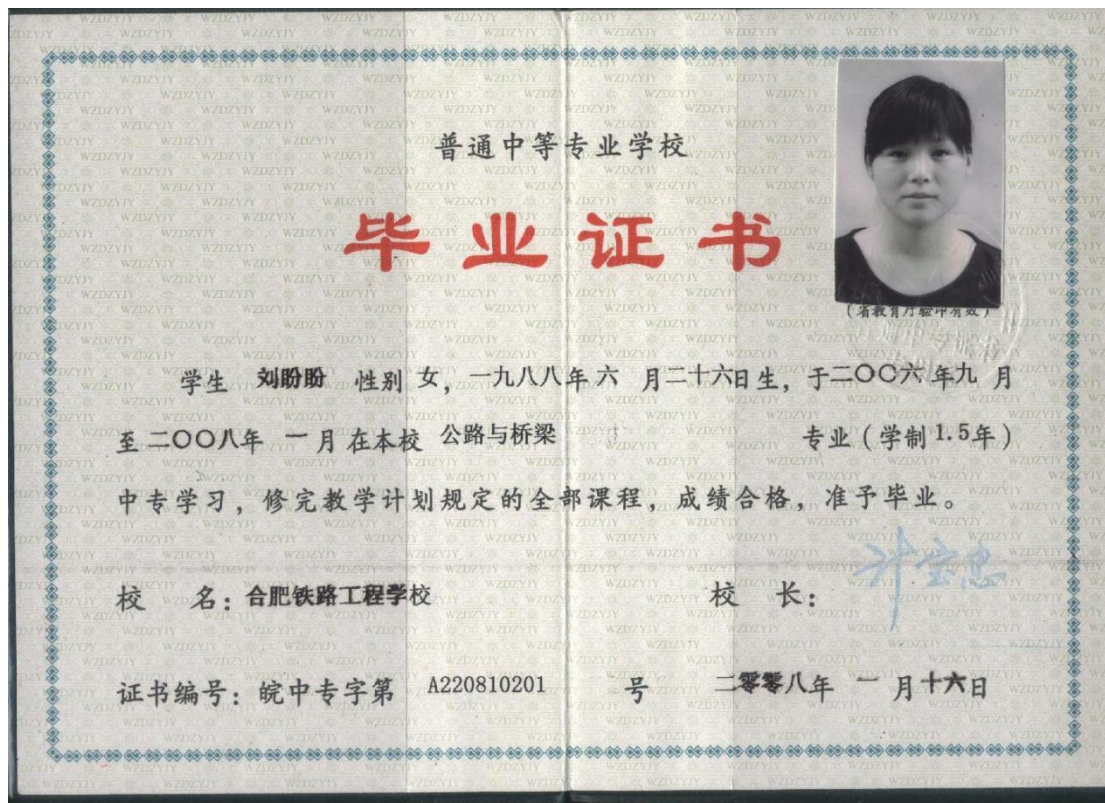 普通中等专业学校
毕业证书
(省教育厅验印有效)
学生 刘盼盼 性别 女，一九八八年六 月二十六日生，于二〇〇六年九 月
至二〇〇八年 一月在本校 公路与桥梁 专业（学制1.5年）
中专学习，修完教学计划规定的全部课程，成绩合格，准予毕业。
校 名：合肥铁路工程学校 校 长：
证书编号：皖中专字第 A220810201 号 二零零八年 一 月十六日